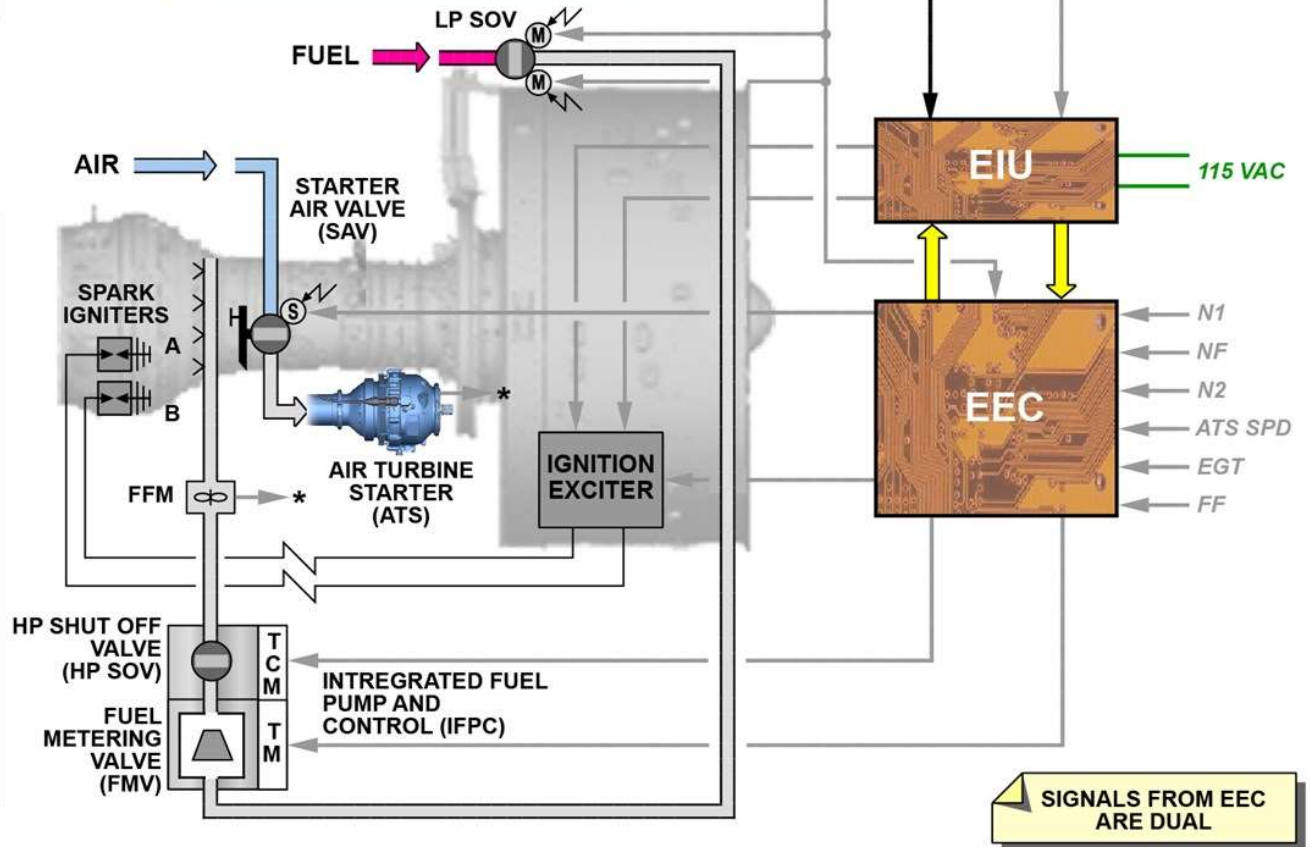 LP SOV
M
FUEL
M
EIU
115 VAC
AIR
STARTER
AIR VALVE
(SAV)
SPARK
IGNITERS
S
A
B
N1
NF
N2
ATS SPD
EGT
FF
EEC
*
AIR TURBINE
STARTER
(ATS)
IGNITION
EXCITER
FFM
*
HP SHUT OFF
VALVE
(HP SOV)
T
C
M
INTREGRATED FUEL
PUMP AND
CONTROL (IFPC)
FUEL
METERING
VALVE
(FMV)
T
M
SIGNALS FROM EEC
ARE DUAL